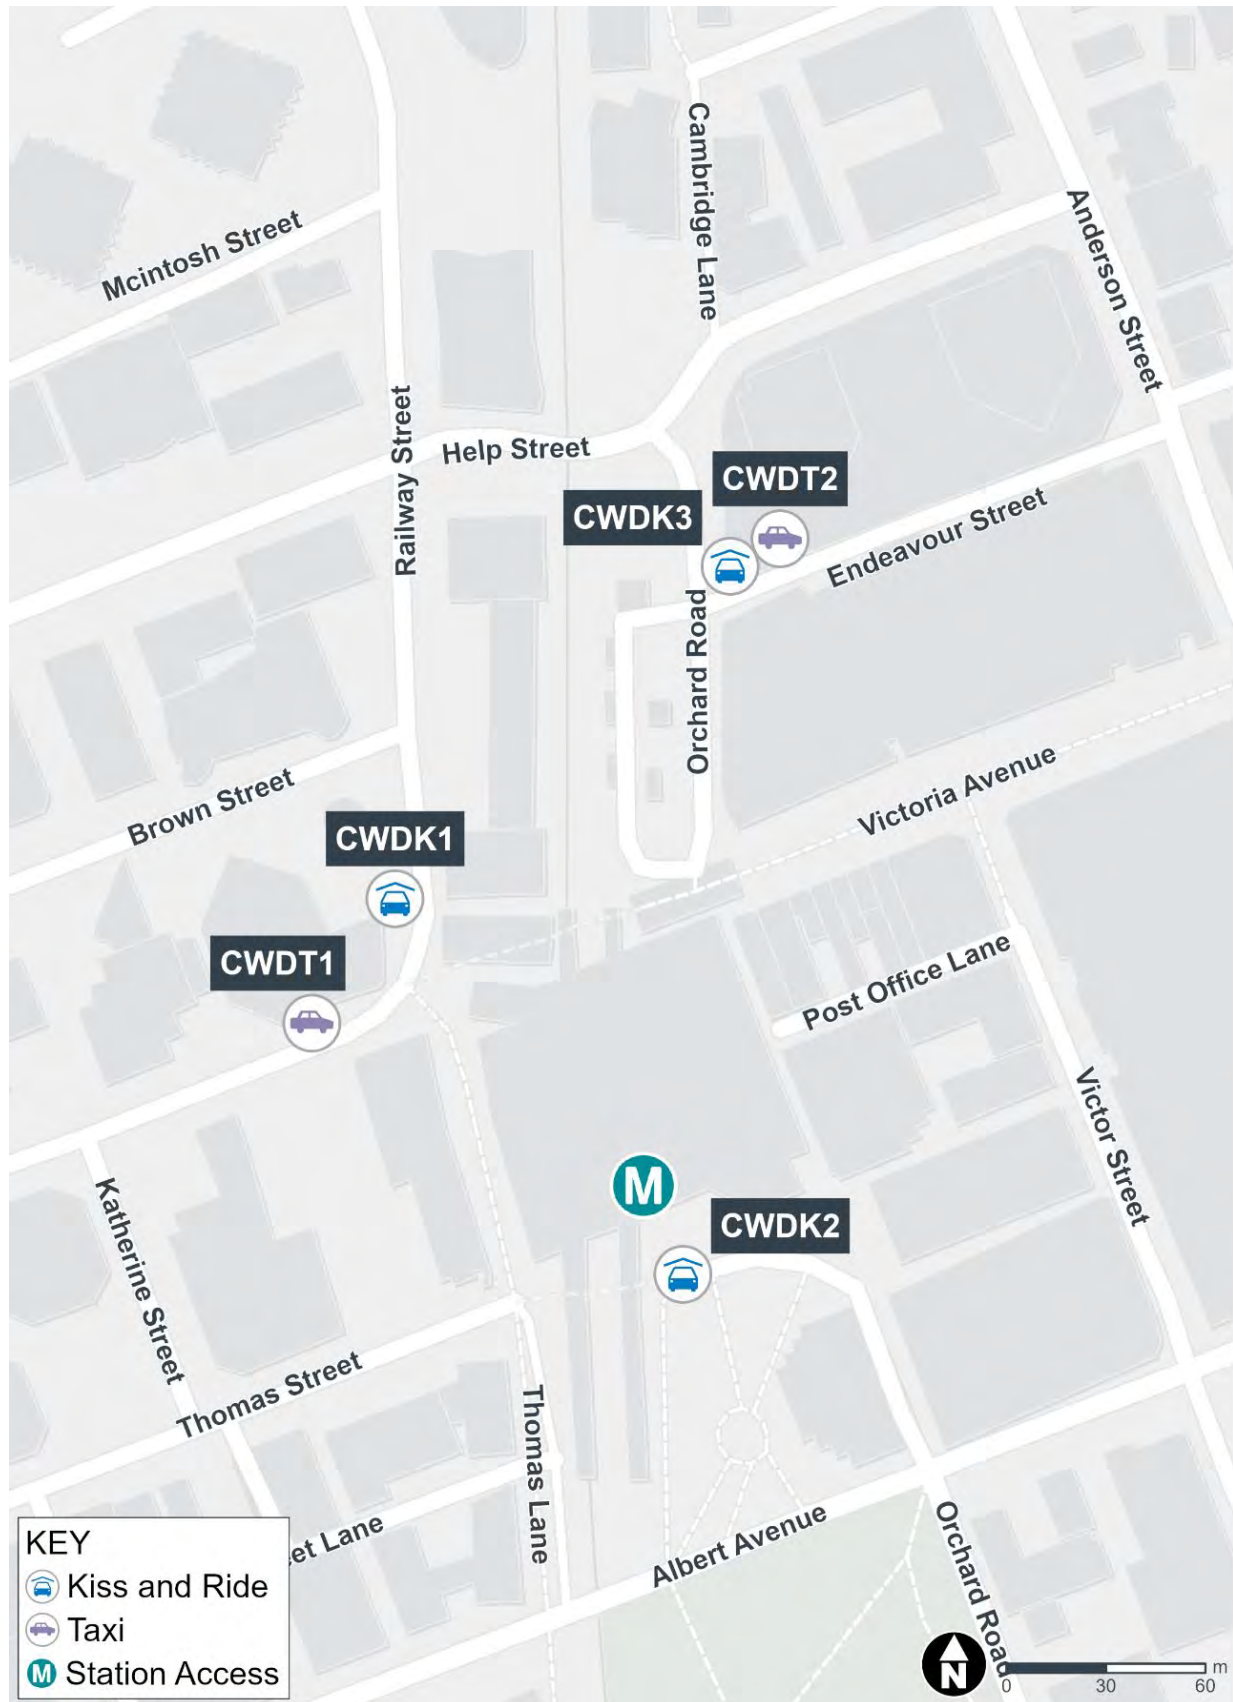 Cambridge Lane
Mcintosh Street
Anderson Street
Railway Street
Help Street
CWDT2
CWDK3
Endeavour Street
Orchard Road
Brown Street
Victoria Avenue
CWDK1
CWDT1
Post Office Lane
Victor Street
M
Katherine Street
CWDK2
Thomas Street
Thomas Lane
eet Lane
Albert Avenue
Orchard Road
KEY
Kiss and Ride
Taxi
M Station Access
N
m
0 30 60